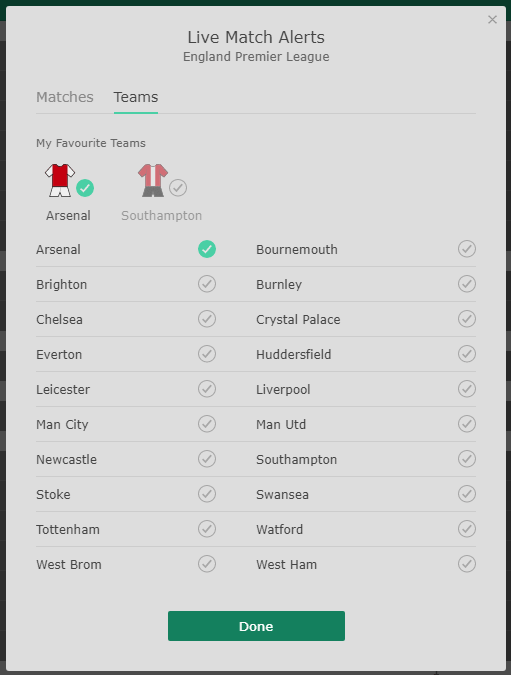 Live Match Alerts
England Premier League
Matches Teams
My Favourite Teams
Arsenal Southampton
Arsenal Bournemouth
Brighton Burnley
Chelsea Crystal Palace
Everton Huddersfield
Leicester Liverpool
Man City Man Utd
Newcastle Southampton
Stoke Swansea
Tottenham Watford
West Brom West Ham
Done